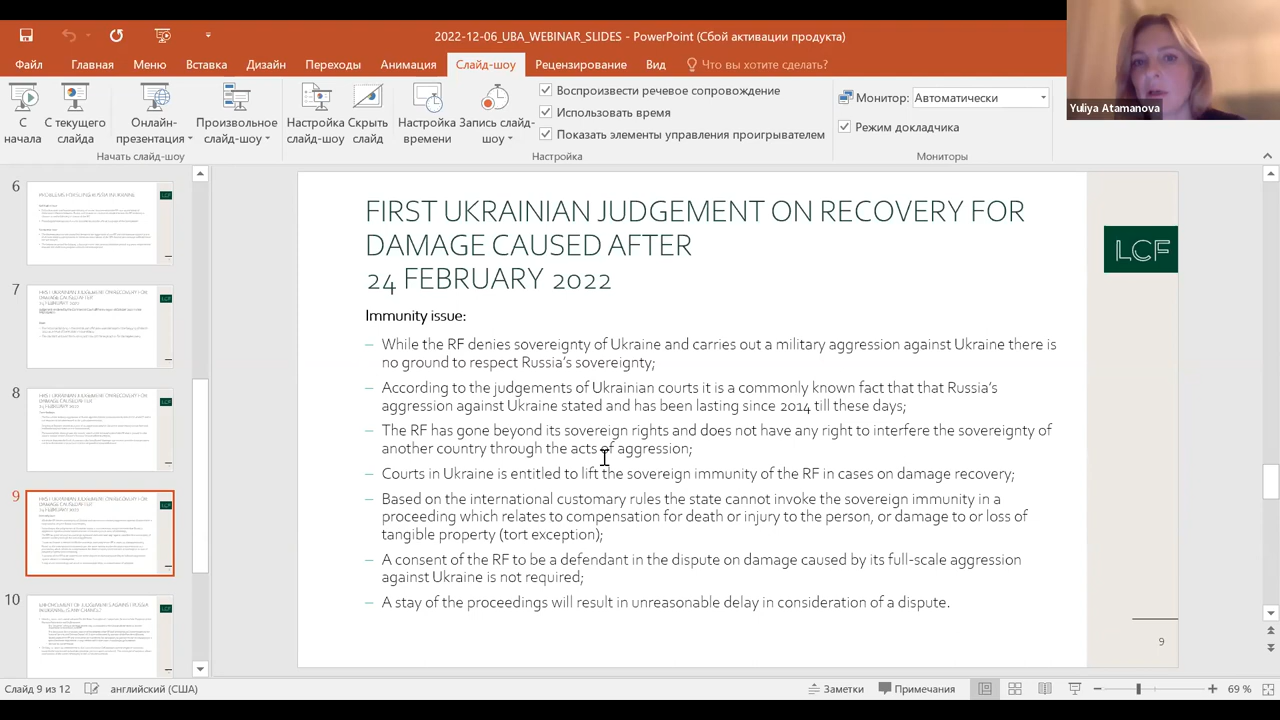 2022-12-06_UBA_WEBINAR_SLIDES - PowerPoint (Сбой активации продукта)
Файл Главная Меню Вставка Дизайн Переходы Анимация Слайд-шоу Рецензирование Вид Что вы хотите сделать?
С начала
С текущего слайда
Онлайн-презентация
Произвольное слайд-шоу
Начать слайд-шоу
Настройка слайд-шоу
Скрыть слайд
Настройка времени
Запись слайд-шоу
Воспроизвести речевое сопровождение
Использовать время
Показать элементы управления проигрывателем
Настройка
Монитор: Автоматически
Режим докладчика
Мониторы
Yuliya Atamanova
6
LCF
7
LCF
8
LCF
9
LCF
10
LCF
FIRST UKRAINIAN JUDGEMENT ON RECOVERY FOR
DAMAGE CAUSED AFTER
24 FEBRUARY 2022
LCF
Immunity issue:
– While the RF denies sovereignty of Ukraine and carries out a military aggression against Ukraine there is
no ground to respect Russia's sovereignty;
– According to the judgements of Ukrainian courts it is a commonly known fact that that Russia's
aggression against Ukraine stated and has been lasting from 2014 till these days;
– The RF has gone beyond its sovereign rights and does not have any right to interfere the sovereignty of
another country through the acts of aggression;
– Courts in Ukraine is entitled to lift the sovereign immunity of the RF in cases on damage recovery;
– Based on the international customary rules the state cannot invoke the sovereign immunity in a
proceeding which relates to compensation for death or injury to the person, or damage to or loss of
tangible property (tort exception);
– A consent of the RF to be a defendant in the dispute on damage caused by its full-scale aggression
against Ukraine is not required;
– A stay of the proceedings will result in unreasonable delay in consideration of a dispute.
9
Слайд 9 из 12 английский (США) Заметки Примечания 69 %